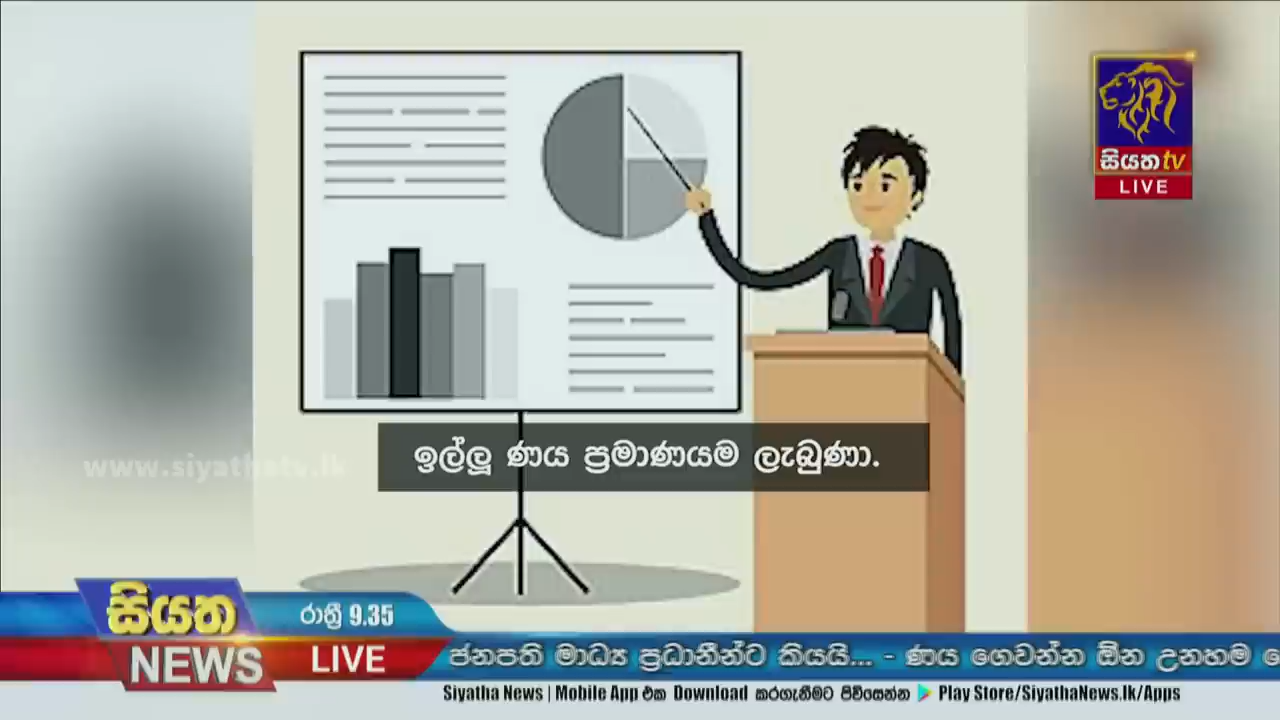 සියත tv
LIVE
ඉල්ලූ ණය ප්‍රමාණයම ලැබුණා.
www.siyathatv.lk
සියත
NEWS
රාත්‍රී 9.35
LIVE
ජනපති මාධ්‍ය ප්‍රධානීන්ට කියයි... - ණය ගෙවන්න ඕන උනහම
Siyatha News | Mobile App එක Download කරගැනීමට පිවිසෙන්න Play Store/SiyathaNews.lk/Apps